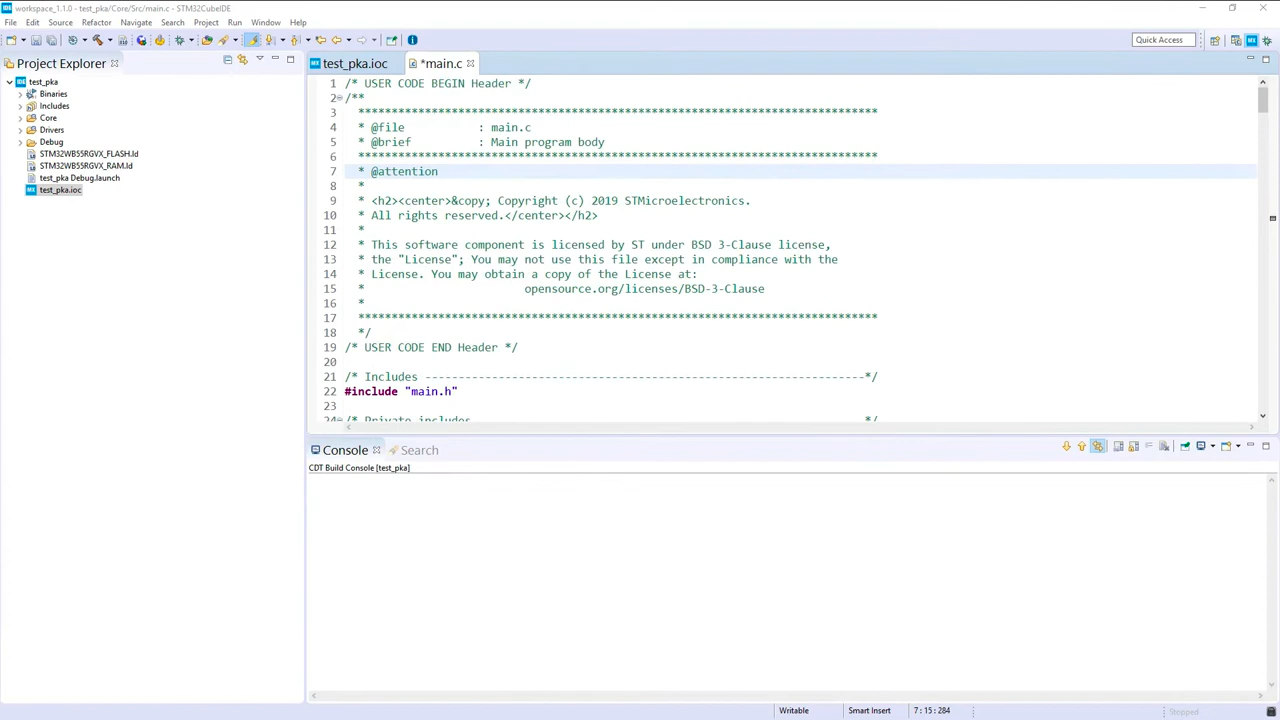 workspace_1.1.0 - test_pka/Core/Src/main.c - STM32CubeIDE
File Edit Source Refactor Navigate Search Project Run Window Help
Quick Access
Project Explorer
test_pka
Binaries
Includes
Core
Drivers
Debug
STM32WB55RGVX_FLASH.ld
STM32WB55RGVX_RAM.ld
test_pka Debug.launch
test_pka.ioc
test_pka.ioc *main.c
1 /* USER CODE BEGIN Header */
2 /**
3 ******************************************************************************
4 * @file : main.c
5 * @brief : Main program body
6 ******************************************************************************
7 * @attention
8 *
9 * <h2><center>&copy; Copyright (c) 2019 STMicroelectronics.
10 * All rights reserved.</center></h2>
11 *
12 * This software component is licensed by ST under BSD 3-Clause license,
13 * the "License"; You may not use this file except in compliance with the
14 * License. You may obtain a copy of the License at:
15 * opensource.org/licenses/BSD-3-Clause
16 *
17 ******************************************************************************
18 */
19 /* USER CODE END Header */
20
21 /* Includes ------------------------------------------------------------------*/
22 #include "main.h"
23
24 /* Private includes ----------------------------------------------------------*/
Console Search
CDT Build Console [test_pka]
Writable Smart Insert 7 : 15 : 284 Stopped